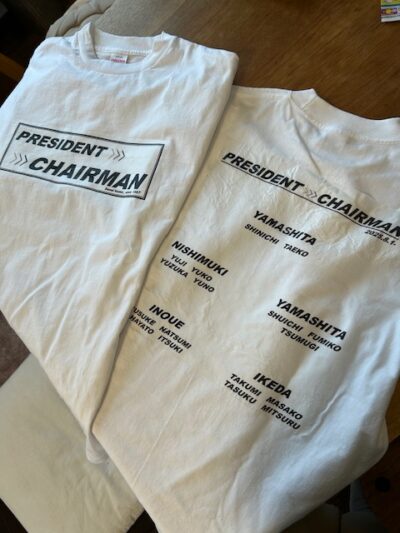 PRESIDENT >>>
>>> CHAIRMAN
PRESIDENT >>> CHAIRMAN
YAMASHITA
SHINICHI TAEKO
NISHIMUKI
YUJI YUKO
YUZUKA YUNO
YAMASHITA
SHUICHI FUMIKO
TSUMUGI
INOUE
NATSUMI
ITSUKI
IKEDA
TAKUMI MASAKO
TASUKU MITSURU